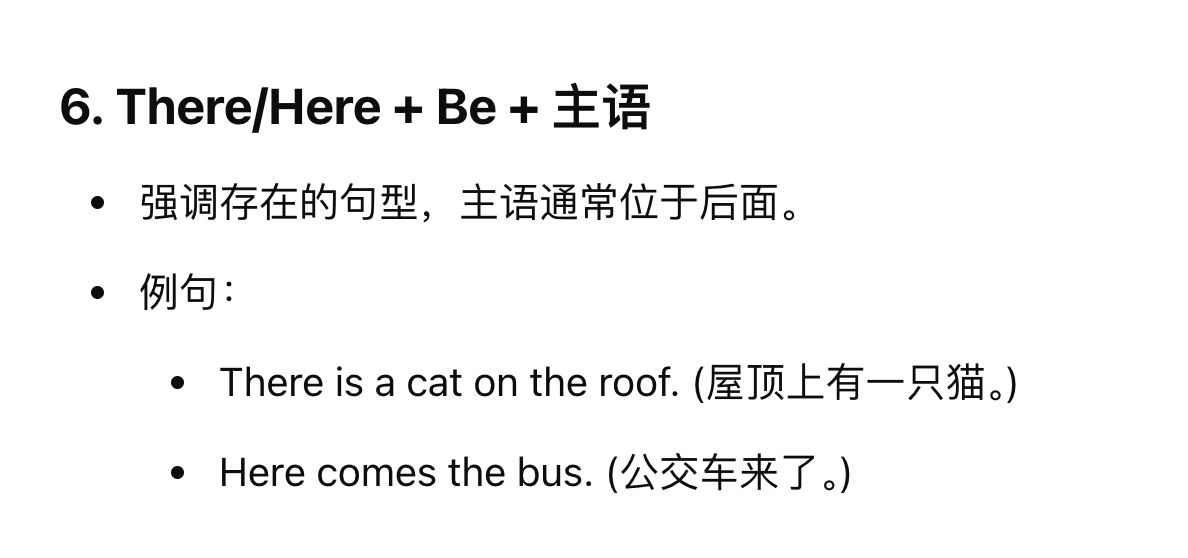 6. There/Here + Be + 主语
• 强调存在的句型，主语通常位于后面。
• 例句：
• There is a cat on the roof. (屋顶上有一只猫。)
• Here comes the bus. (公交车来了。)